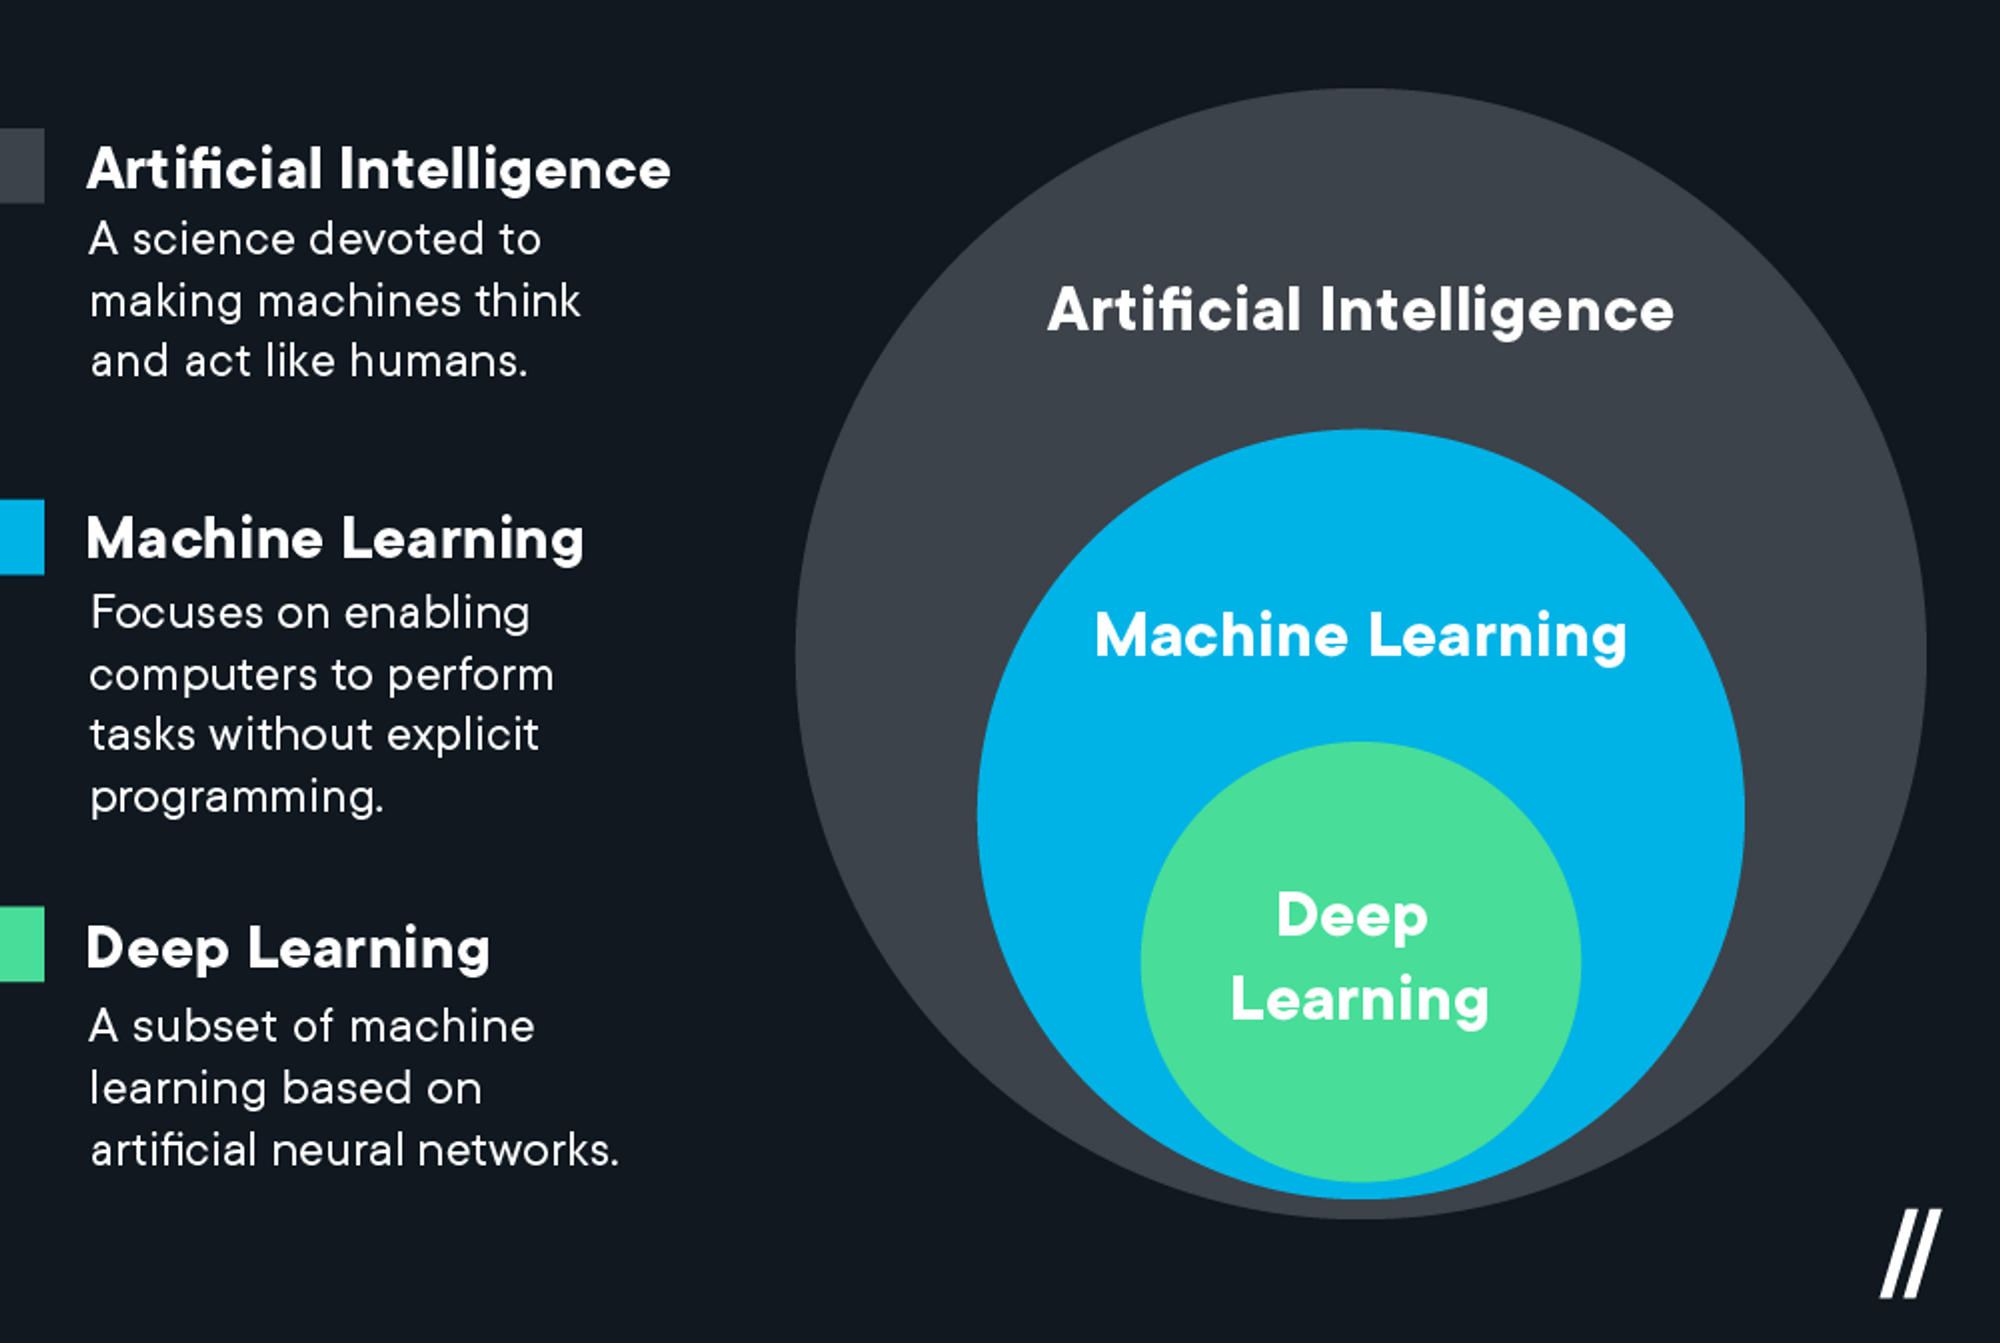 Artificial Intelligence
A science devoted to
making machines think
and act like humans.
Machine Learning
Focuses on enabling
computers to perform
tasks without explicit
programming.
Deep Learning
A subset of machine
learning based on
artificial neural networks.
Artificial Intelligence
Machine Learning
Deep
Learning